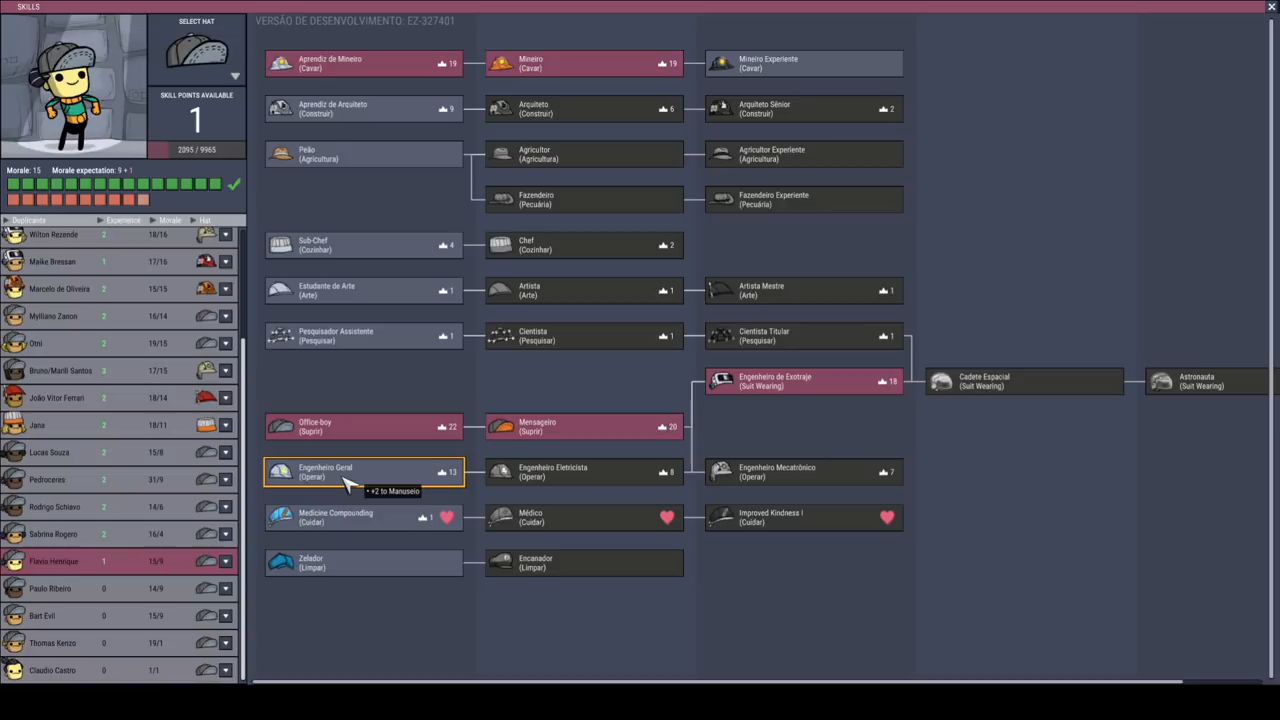 SKILLS
VERSÃO DE DESENVOLVIMENTO: EZ-327401
SELECT HAT
SKILL POINTS AVAILABLE
1
2095 / 9965
Morale: 15 Morale expectation: 9 + 1
Duplicants Experience Morale Hat
Wilton Rezende 2 18/16
Maike Bressan 1 17/16
Marcelo de Oliveira 2 15/15
Mylliano Zanon 2 16/14
Otni 2 19/15
Bruno/Marili Santos 3 17/15
João Vitor Ferrari 2 18/14
Jana 2 18/11
Lucas Souza 2 15/8
Pedroceres 2 31/9
Rodrigo Schiavo 2 14/6
Sabrina Rogero 2 16/4
Flavio Henrique 1 15/9
Paulo Ribeiro 0 14/9
Bart Evil 0 15/9
Thomas Kenzo 0 19/1
Claudio Castro 0 1/1
Aprendiz de Mineiro
(Cavar)
19
Mineiro
(Cavar)
19
Mineiro Experiente
(Cavar)
Aprendiz de Arquiteto
(Construir)
9
Arquiteto
(Construir)
6
Arquiteto Sênior
(Construir)
2
Peão
(Agricultura)
Agricultor
(Agricultura)
Agricultor Experiente
(Agricultura)
Fazendeiro
(Pecuária)
Fazendeiro Experiente
(Pecuária)
Sub-Chef
(Cozinhar)
4
Chef
(Cozinhar)
2
Estudante de Arte
(Arte)
1
Artista
(Arte)
1
Artista Mestre
(Arte)
1
Pesquisador Assistente
(Pesquisar)
1
Cientista
(Pesquisar)
1
Cientista Titular
(Pesquisar)
1
Engenheiro de Exotraje
(Suit Wearing)
18
Cadete Espacial
(Suit Wearing)
Astronauta
(Suit Wearing)
Office-boy
(Suprir)
22
Mensageiro
(Suprir)
20
Engenheiro Geral
(Operar)
13
Engenheiro Eletricista
(Operar)
8
Engenheiro Mecatrônico
(Operar)
7
• +2 to Manuseio
Medicine Compounding
(Cuidar)
1
Médico
(Cuidar)
Improved Kindness I
(Cuidar)
Zelador
(Limpar)
Encanador
(Limpar)